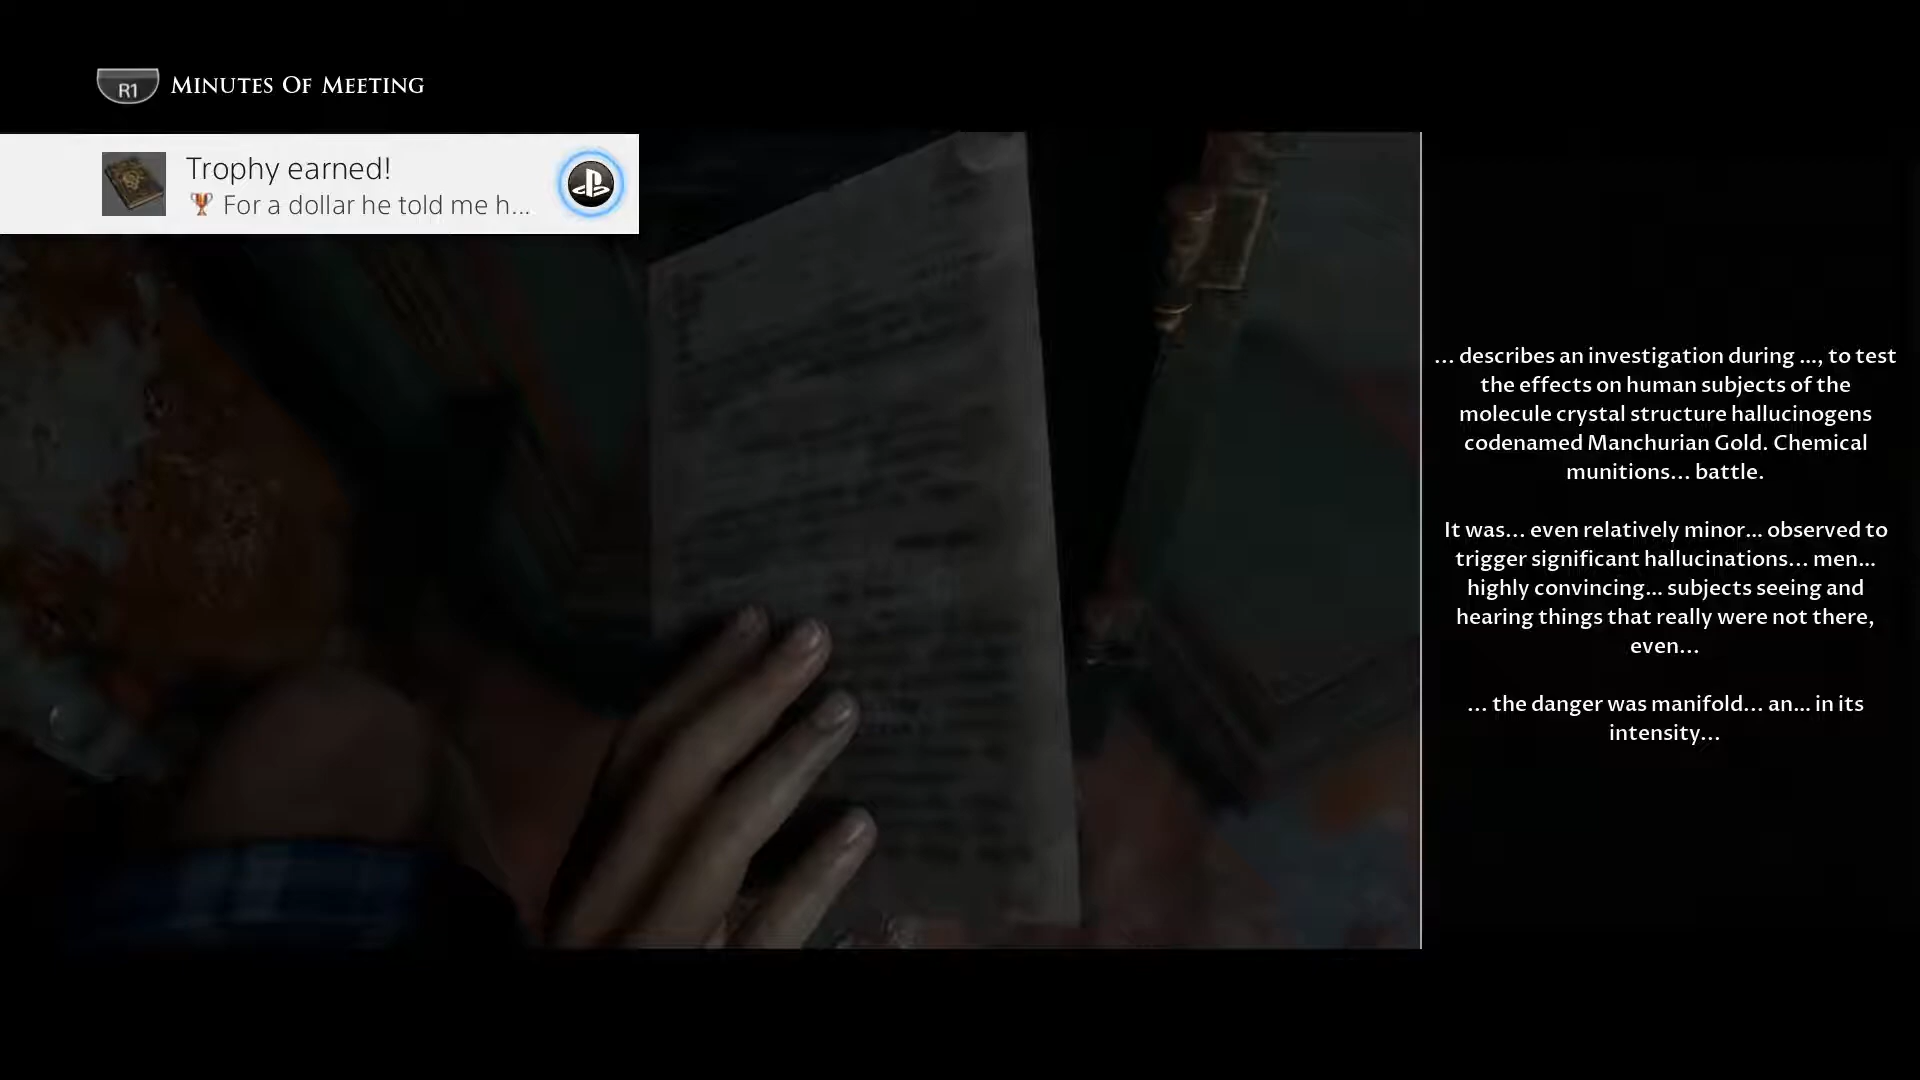 R1 MINUTES OF MEETING
Trophy earned!
For a dollar he told me h...
... describes an investigation during ..., to test
the effects on human subjects of the
molecule crystal structure hallucinogens
codenamed Manchurian Gold. Chemical
munitions... battle.
It was... even relatively minor... observed to
trigger significant hallucinations... men...
highly convincing... subjects seeing and
hearing things that really were not there,
even...
... the danger was manifold... an... in its
intensity...